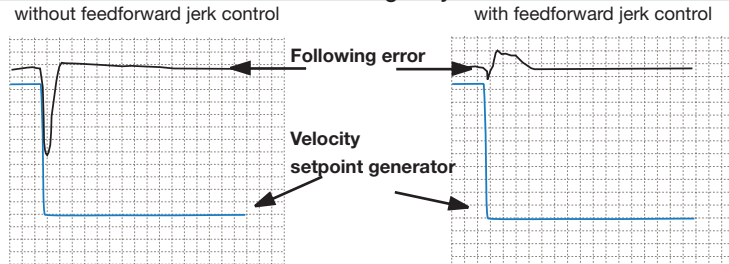 without feedforward jerk control
with feedforward jerk control
Following error
Velocity
setpoint generator